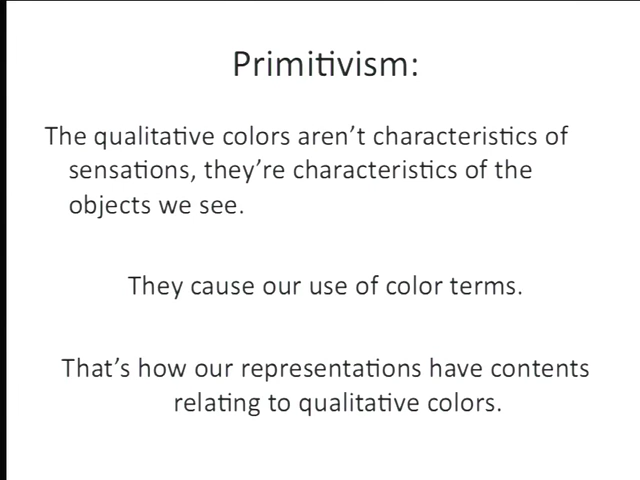 Primitivism:
The qualitative colors aren’t characteristics of
sensations, they’re characteristics of the
objects we see.
They cause our use of color terms.
That’s how our representations have contents
relating to qualitative colors.